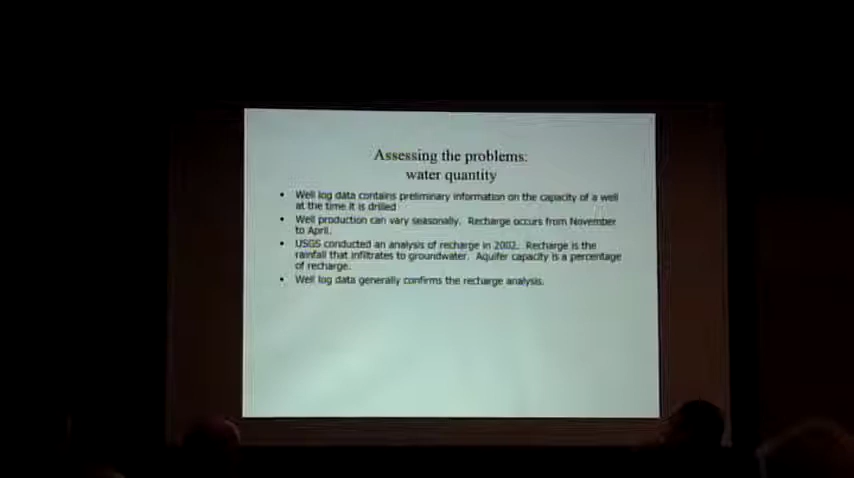 Assessing the problems:
water quantity
• Well log data contains preliminary information on the capacity of a well
at the time it is drilled
• Well production can vary seasonally. Recharge occurs from November
to April.
• USGS conducted an analysis of recharge in 2002. Recharge is the
rainfall that infiltrates to groundwater. Aquifer capacity is a percentage
of recharge.
• Well log data generally confirms the recharge analysis.